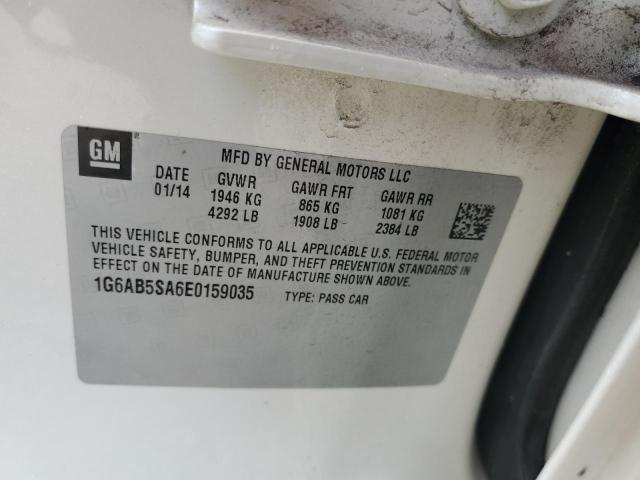 GM
MFD BY GENERAL MOTORS LLC
DATE GVWR GAWR FRT GAWR RR
01/14 1946 KG 865 KG 1081 KG
4292 LB 1908 LB 2384 LB
THIS VEHICLE CONFORMS TO ALL APPLICABLE U.S. FEDERAL MOTOR
VEHICLE SAFETY, BUMPER, AND THEFT PREVENTION STANDARDS IN
EFFECT ON THE DATE OF MANUFACTURE SHOWN ABOVE.
1G6AB5SA6E0159035 TYPE: PASS CAR